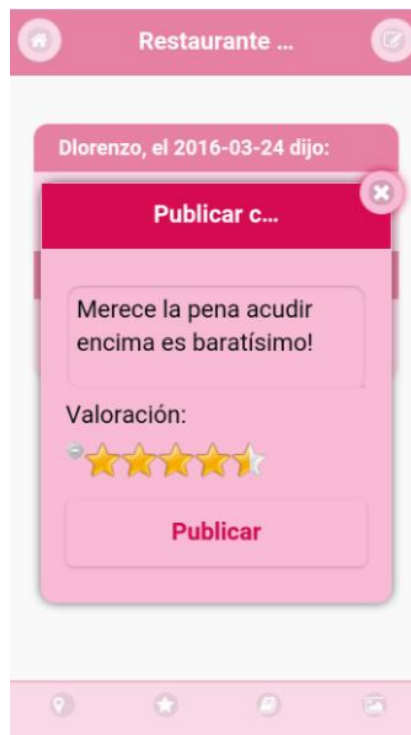 Restaurante ...
Dlorenzo, el 2016-03-24 dijo:
Publicar c...
Merece la pena acudir
encima es baratísimo!
Valoración:
Publicar